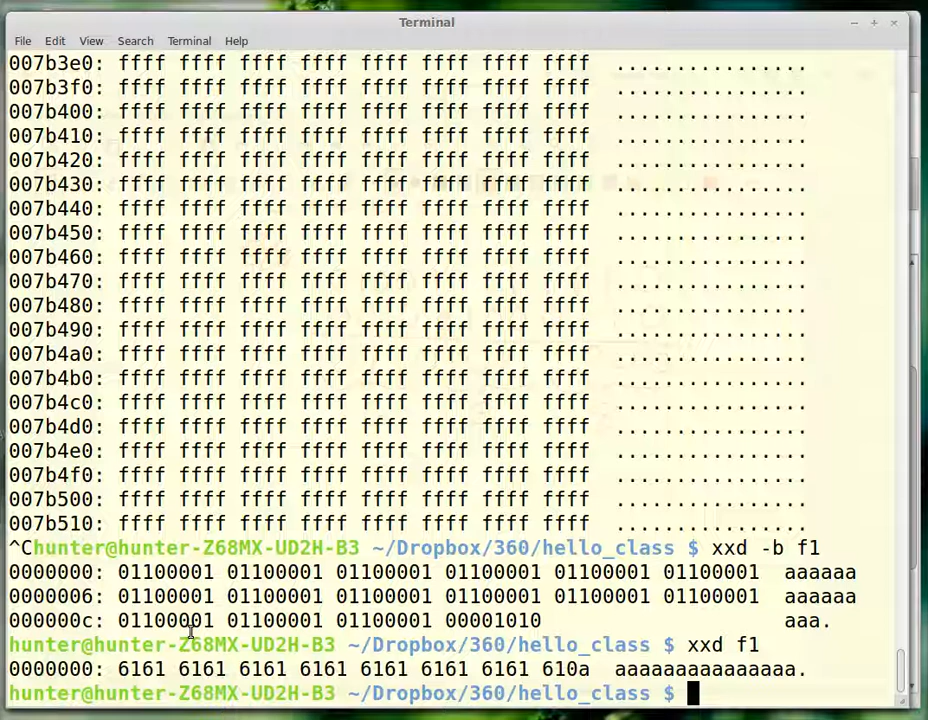 Terminal
File Edit View Search Terminal Help
007b3e0: ffff ffff ffff ffff ffff ffff ffff ffff  ................
007b3f0: ffff ffff ffff ffff ffff ffff ffff ffff  ................
007b400: ffff ffff ffff ffff ffff ffff ffff ffff  ................
007b410: ffff ffff ffff ffff ffff ffff ffff ffff  ................
007b420: ffff ffff ffff ffff ffff ffff ffff ffff  ................
007b430: ffff ffff ffff ffff ffff ffff ffff ffff  ................
007b440: ffff ffff ffff ffff ffff ffff ffff ffff  ................
007b450: ffff ffff ffff ffff ffff ffff ffff ffff  ................
007b460: ffff ffff ffff ffff ffff ffff ffff ffff  ................
007b470: ffff ffff ffff ffff ffff ffff ffff ffff  ................
007b480: ffff ffff ffff ffff ffff ffff ffff ffff  ................
007b490: ffff ffff ffff ffff ffff ffff ffff ffff  ................
007b4a0: ffff ffff ffff ffff ffff ffff ffff ffff  ................
007b4b0: ffff ffff ffff ffff ffff ffff ffff ffff  ................
007b4c0: ffff ffff ffff ffff ffff ffff ffff ffff  ................
007b4d0: ffff ffff ffff ffff ffff ffff ffff ffff  ................
007b4e0: ffff ffff ffff ffff ffff ffff ffff ffff  ................
007b4f0: ffff ffff ffff ffff ffff ffff ffff ffff  ................
007b500: ffff ffff ffff ffff ffff ffff ffff ffff  ................
007b510: ffff ffff ffff ffff ffff ffff ffff ffff  ................
^Chunter@hunter-Z68MX-UD2H-B3 ~/Dropbox/360/hello_class $ xxd -b f1
0000000: 01100001 01100001 01100001 01100001 01100001 01100001  aaaaaa
0000006: 01100001 01100001 01100001 01100001 01100001 01100001  aaaaaa
000000c: 01100001 01100001 01100001 00001010                    aaa.
hunter@hunter-Z68MX-UD2H-B3 ~/Dropbox/360/hello_class $ xxd f1
0000000: 6161 6161 6161 6161 6161 6161 6161 610a  aaaaaaaaaaaaaaa.
hunter@hunter-Z68MX-UD2H-B3 ~/Dropbox/360/hello_class $